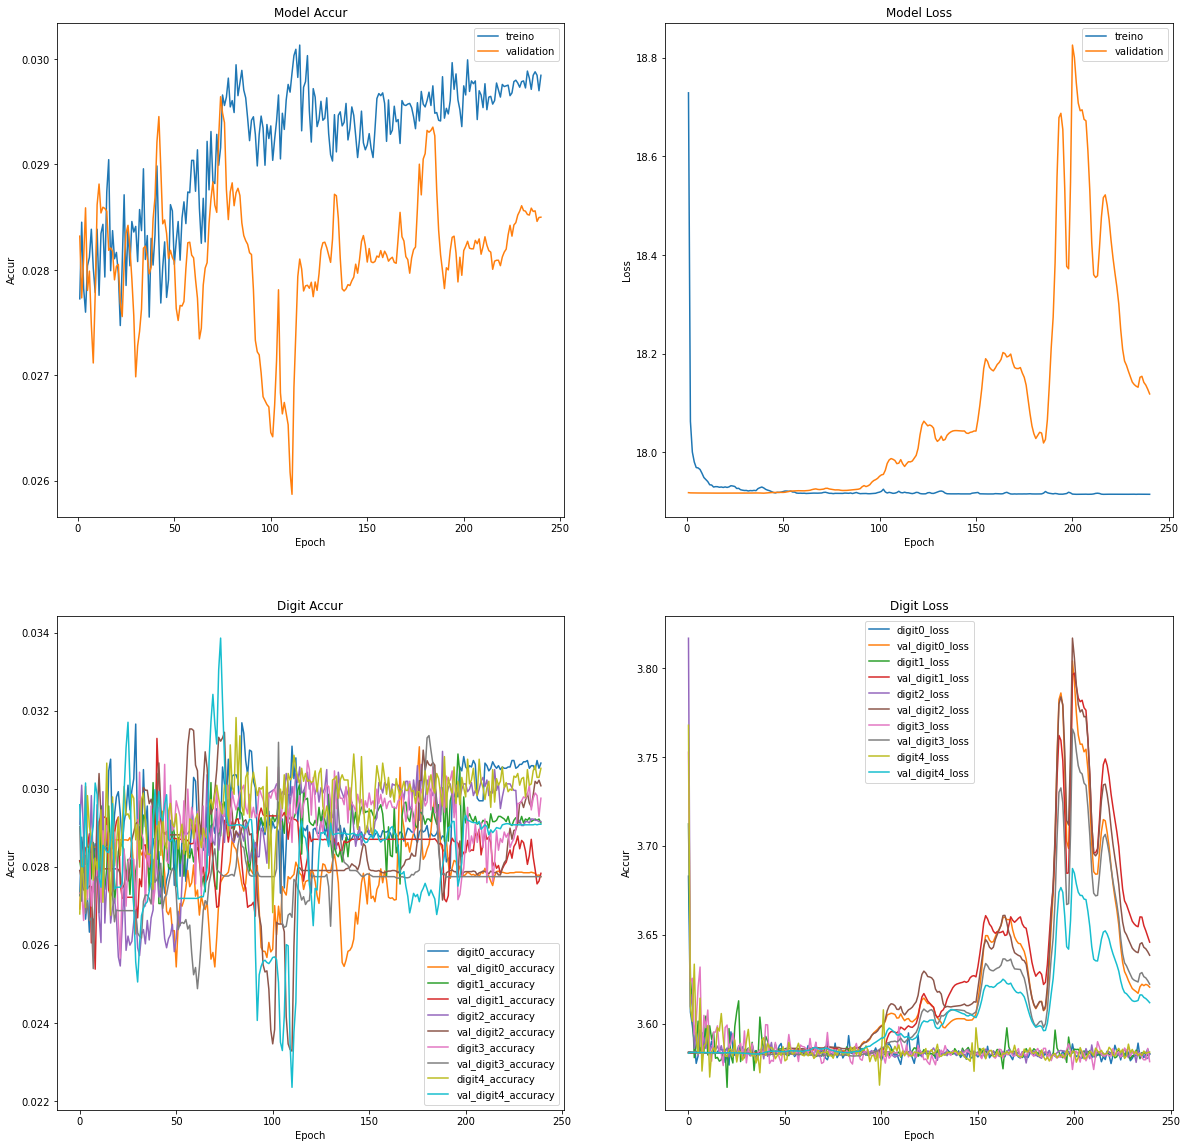 Model Accur
treino
validation
0.030
0.029
0.028
0.027
0.026
Accur
0
50
100
150
200
250
Epoch
Model Loss
treino
validation
18.8
18.6
18.4
18.2
18.0
Loss
0
50
100
150
200
250
Epoch
Digit Accur
0.034
0.032
0.030
0.028
0.026
0.024
0.022
Accur
digit0_accuracy
val_digit0_accuracy
digit1_accuracy
val_digit1_accuracy
digit2_accuracy
val_digit2_accuracy
digit3_accuracy
val_digit3_accuracy
digit4_accuracy
val_digit4_accuracy
0
50
100
150
200
250
Epoch
Digit Loss
digit0_loss
val_digit0_loss
digit1_loss
val_digit1_loss
digit2_loss
val_digit2_loss
digit3_loss
val_digit3_loss
digit4_loss
val_digit4_loss
3.80
3.75
3.70
3.65
3.60
Accur
0
50
100
150
200
250
Epoch